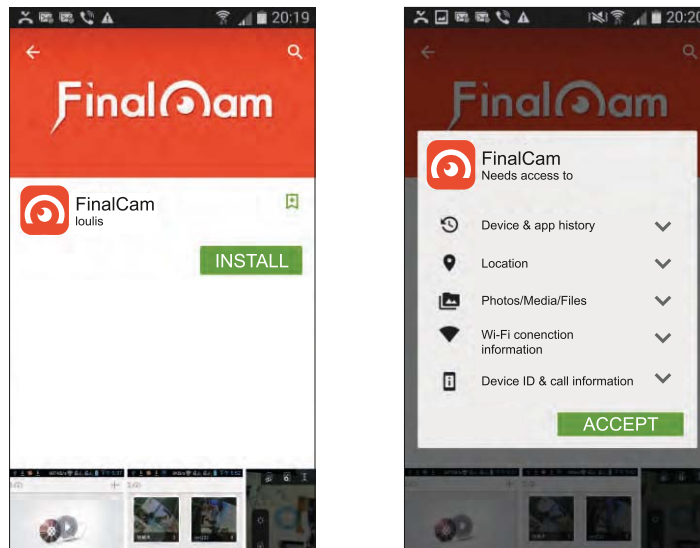 20:19
FinalCam
FinalCam
loulis
INSTALL
20:20
FinalCam
FinalCam
Needs access to
Device & app history
Location
Photos/Media/Files
Wi-Fi conenction
information
Device ID & call information
ACCEPT